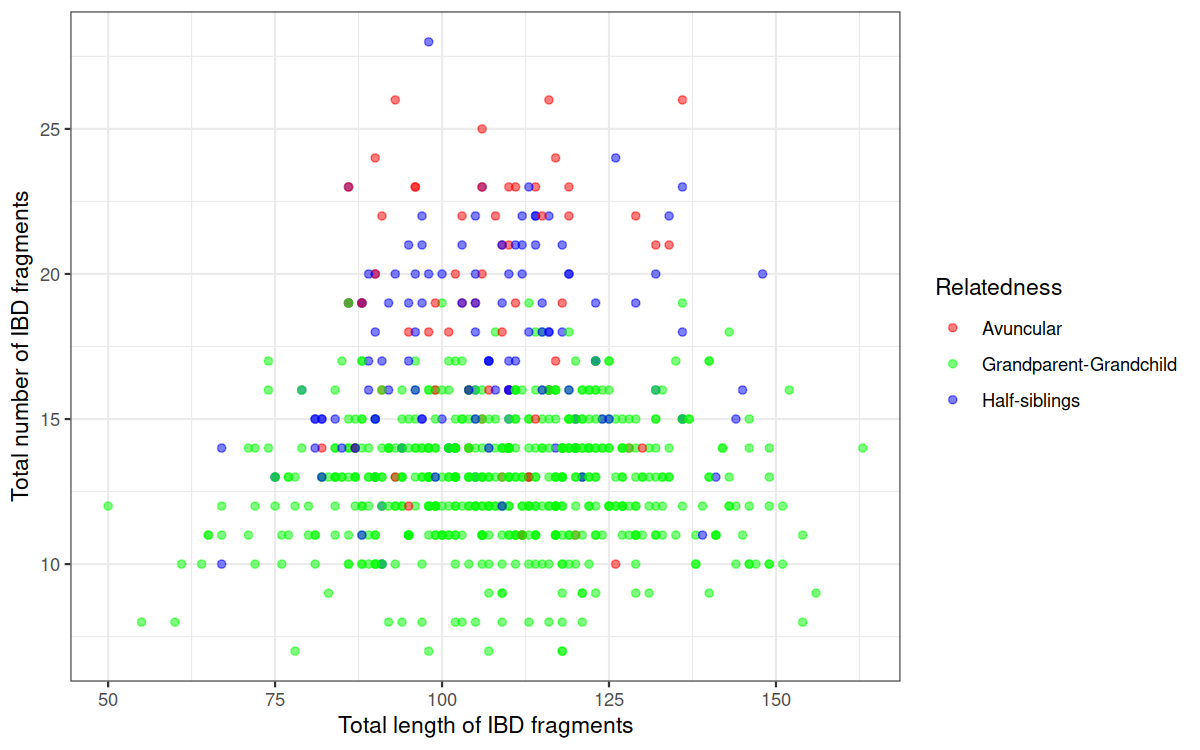 25
20
15
10
Total number of IBD fragments
50
75
100
125
150
Total length of IBD fragments
Relatedness
Avuncular
Grandparent-Grandchild
Half-siblings